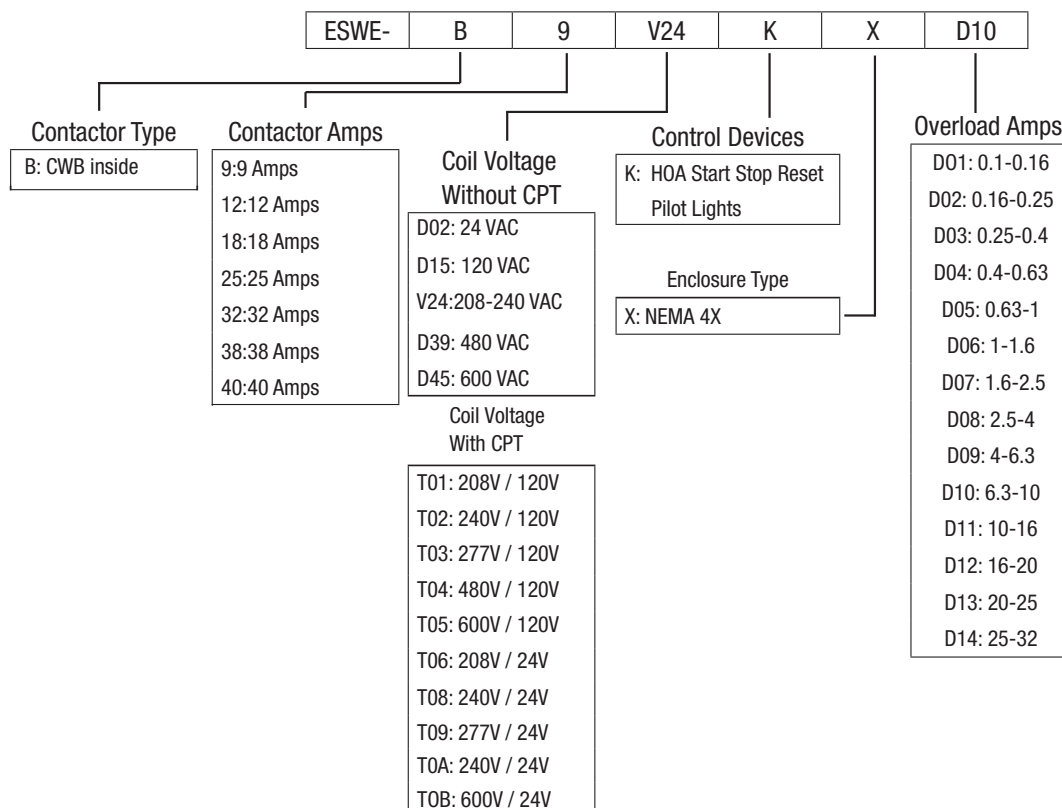 ESWE- B 9 V24 K X D10
Contactor Type
B: CWB inside
Contactor Amps
9:9 Amps
12:12 Amps
18:18 Amps
25:25 Amps
32:32 Amps
38:38 Amps
40:40 Amps
Coil Voltage
Without CPT
D02: 24 VAC
D15: 120 VAC
V24:208-240 VAC
D39: 480 VAC
D45: 600 VAC
Coil Voltage
With CPT
T01: 208V / 120V
T02: 240V / 120V
T03: 277V / 120V
T04: 480V / 120V
T05: 600V / 120V
T06: 208V / 24V
T08: 240V / 24V
T09: 277V / 24V
T0A: 240V / 24V
T0B: 600V / 24V
Control Devices
K: HOA Start Stop Reset
Pilot Lights
Enclosure Type
X: NEMA 4X
Overload Amps
D01: 0.1-0.16
D02: 0.16-0.25
D03: 0.25-0.4
D04: 0.4-0.63
D05: 0.63-1
D06: 1-1.6
D07: 1.6-2.5
D08: 2.5-4
D09: 4-6.3
D10: 6.3-10
D11: 10-16
D12: 16-20
D13: 20-25
D14: 25-32